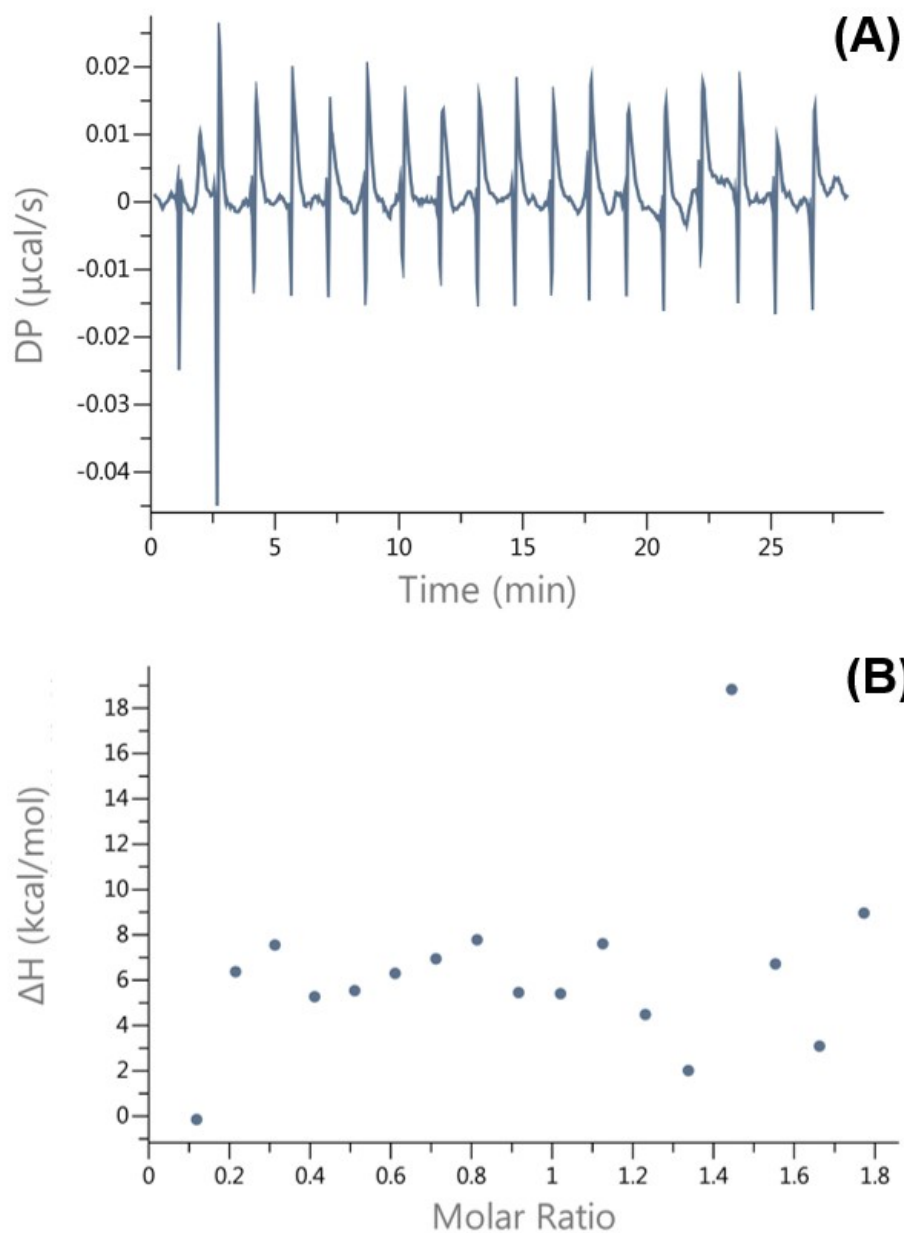 (A)
0.02
0.01
0
-0.01
-0.02
-0.03
-0.04
DP (μcal/s)
0 5 10 15 20 25
Time (min)
(B)
18
16
14
12
10
8
6
4
2
0
ΔH (kcal/mol)
0 0.2 0.4 0.6 0.8 1 1.2 1.4 1.6 1.8
Molar Ratio